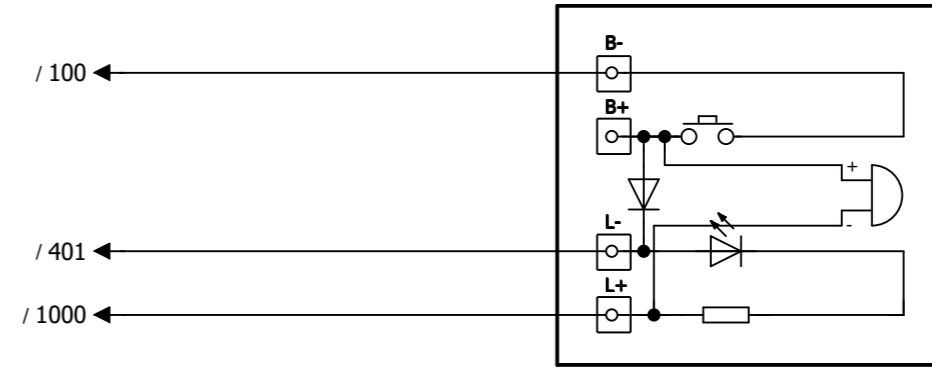 B-
/ 100
B+
+
-
L-
/ 401
L+
/ 1000